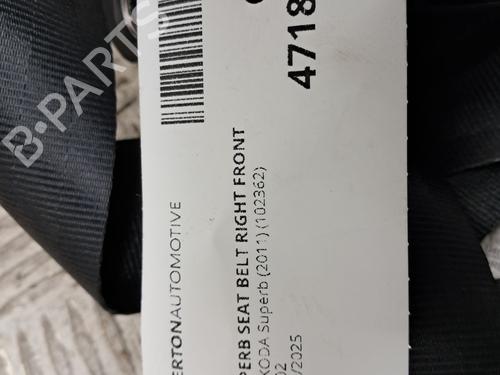 B-PARTS
4718
ERTONAUTOMOTIVE
PERB SEAT BELT RIGHT FRONT
KODA Superb (2011) (102362)
02
/2025